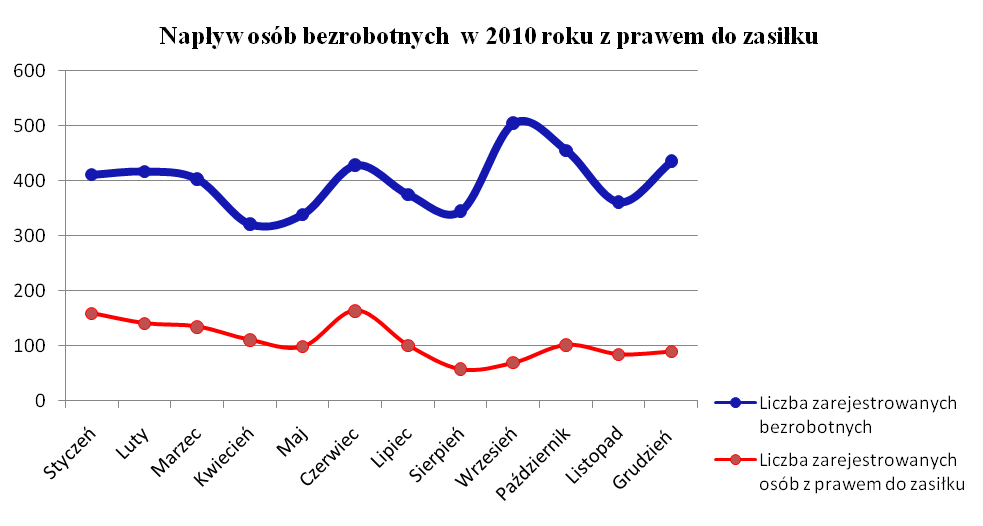 Napływ osób bezrobotnych w 2010 roku z prawem do zasiłku
600
500
400
300
200
100
0
Styczeń
Luty
Marzec
Kwiecień
Maj
Czerwiec
Lipiec
Sierpień
Wrzesień
Październik
Listopad
Grudzień
Liczba zarejestrowanych
bezrobotnych
Liczba zarejestrowanych
osób z prawem do zasiłku